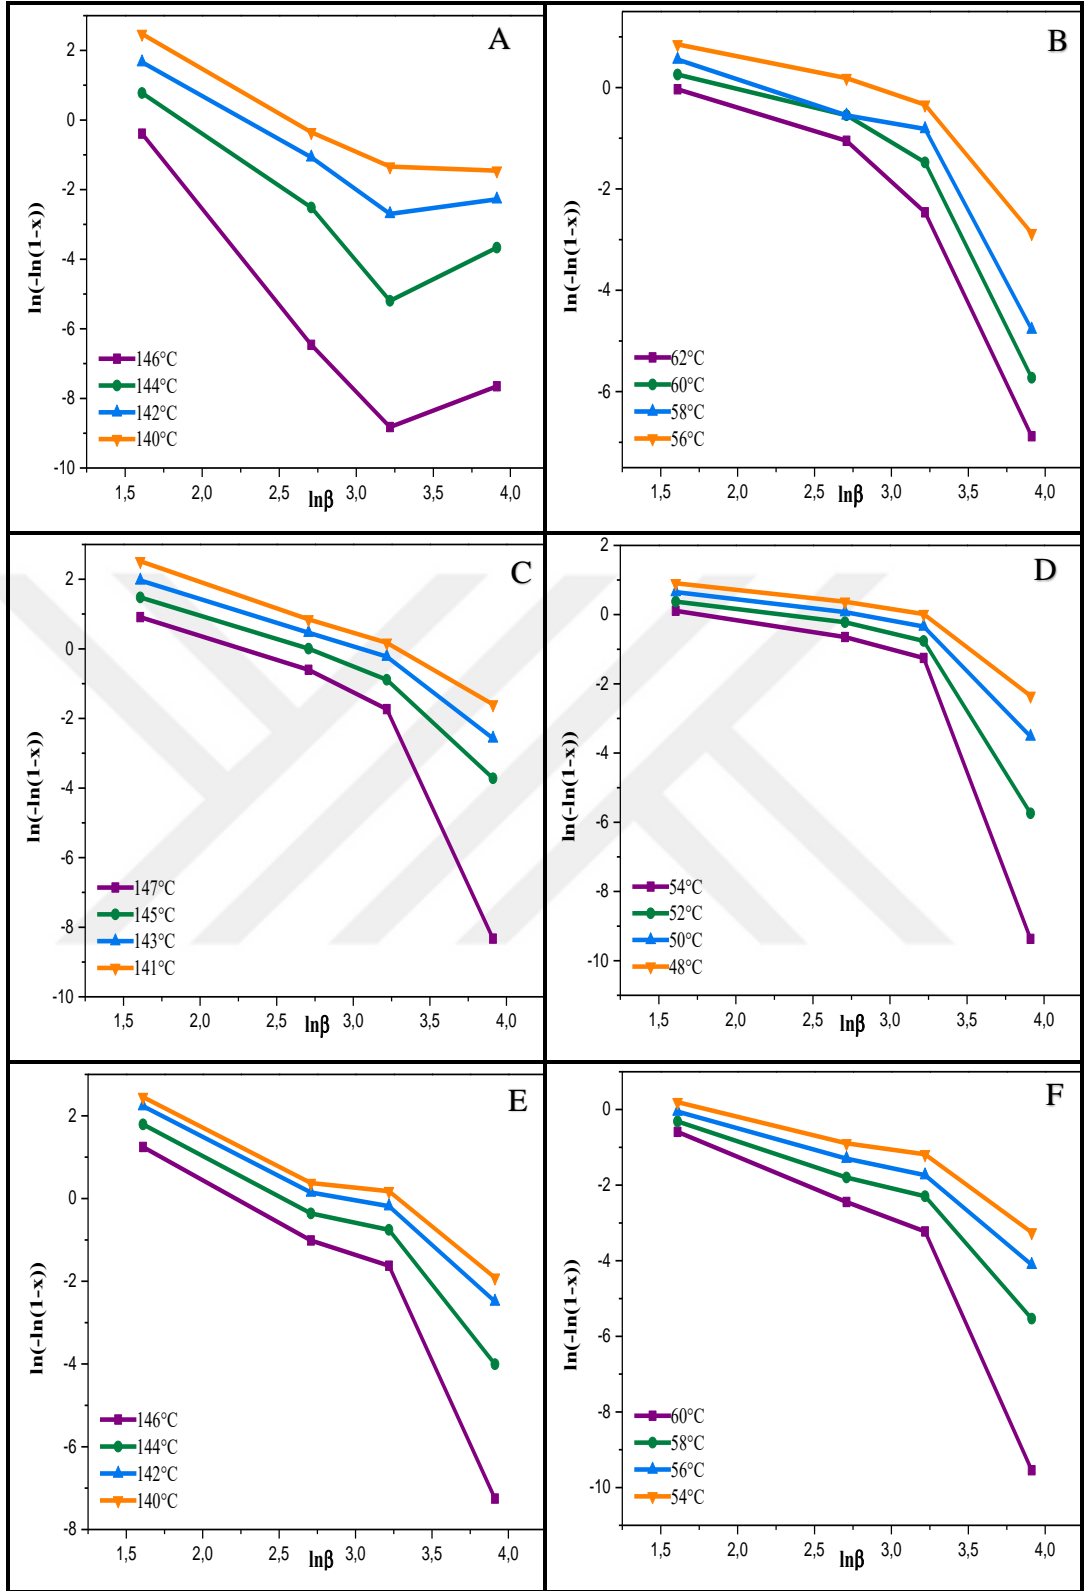 A
2
0
-2
-4
-6
-8
-10
ln(-ln(1-x))
146°C
144°C
142°C
140°C
1,5 2,0 2,5 3,0 3,5 4,0
lnβ
B
0
-2
-4
-6
ln(-ln(1-x))
62°C
60°C
58°C
56°C
1,5 2,0 2,5 3,0 3,5 4,0
lnβ
C
2
0
-2
-4
-6
-8
-10
ln(-ln(1-x))
147°C
145°C
143°C
141°C
1,5 2,0 2,5 3,0 3,5 4,0
lnβ
D
2
0
-2
-4
-6
-8
-10
ln(-ln(1-x))
54°C
52°C
50°C
48°C
1,5 2,0 2,5 3,0 3,5 4,0
lnβ
E
2
0
-2
-4
-6
-8
ln(-ln(1-x))
146°C
144°C
142°C
140°C
1,5 2,0 2,5 3,0 3,5 4,0
lnβ
F
0
-2
-4
-6
-8
-10
ln(-ln(1-x))
60°C
58°C
56°C
54°C
1,5 2,0 2,5 3,0 3,5 4,0
lnβ